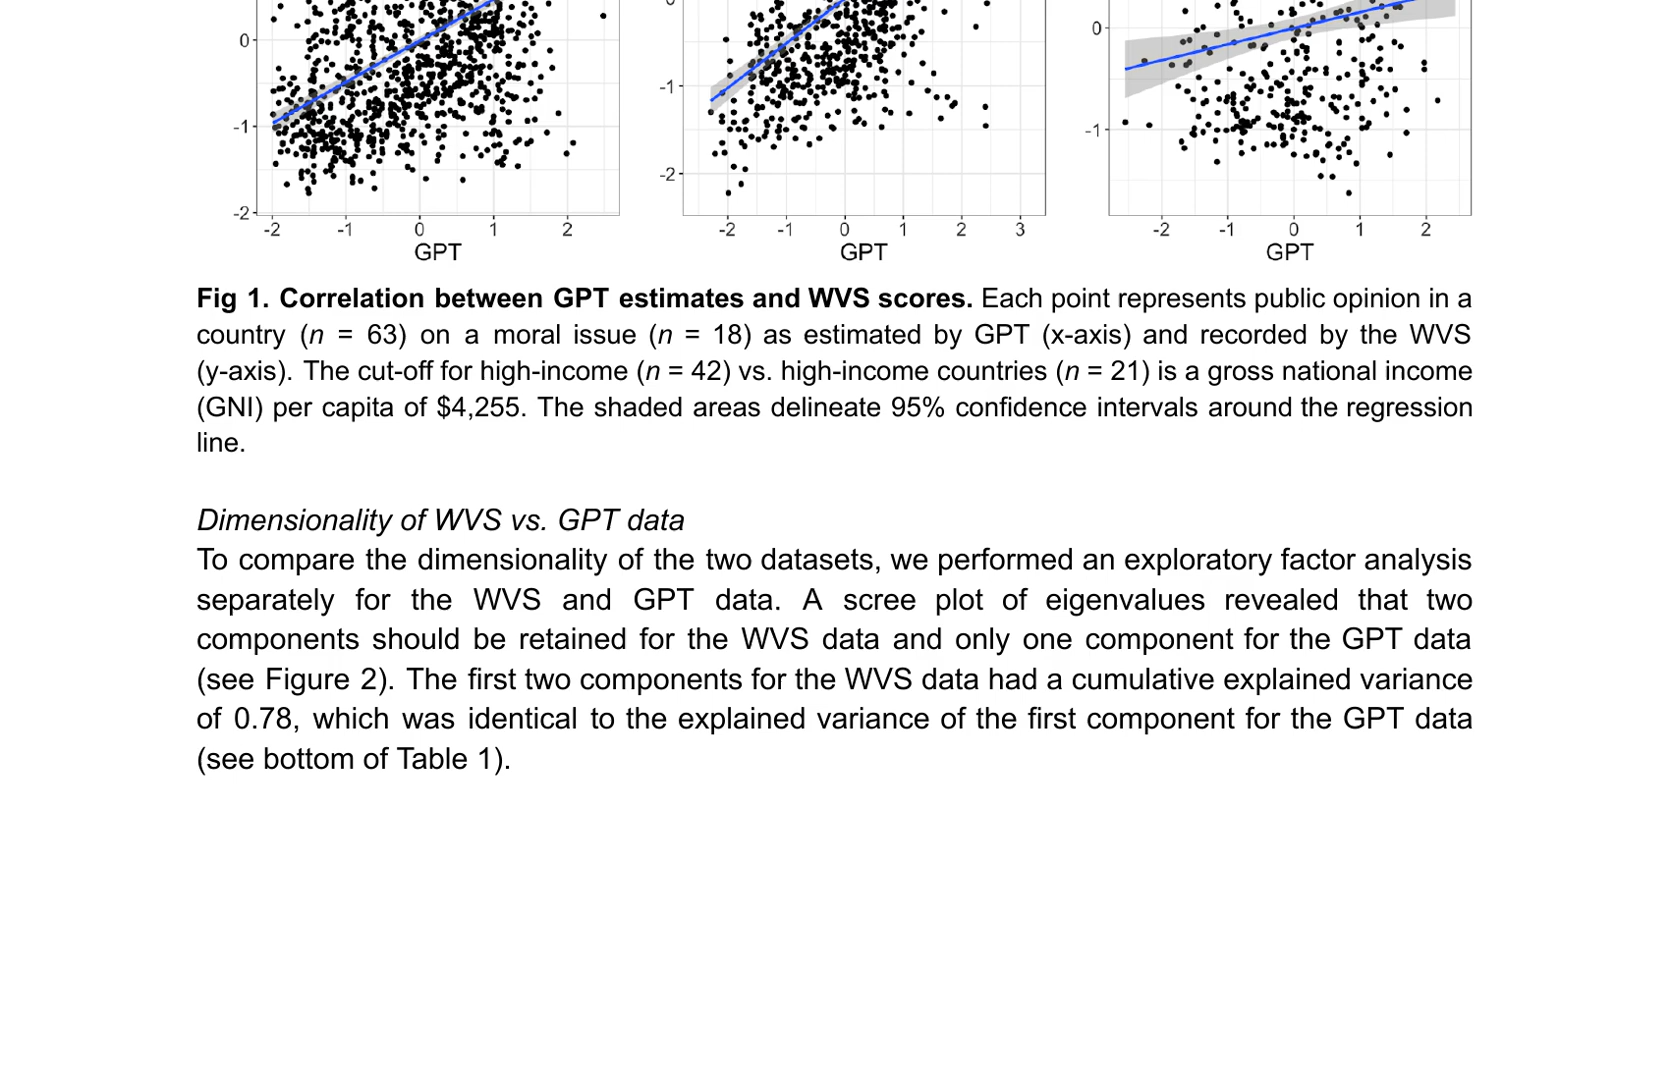 0
-1
-2
-2 -1 0 1 2
GPT
-1
-2
-2 -1 0 1 2 3
GPT
0
-1
-2 -1 0 1 2
GPT
Fig 1. Correlation between GPT estimates and WVS scores. Each point represents public opinion in a
country (n = 63) on a moral issue (n = 18) as estimated by GPT (x-axis) and recorded by the WVS
(y-axis). The cut-off for high-income (n = 42) vs. high-income countries (n = 21) is a gross national income
(GNI) per capita of $4,255. The shaded areas delineate 95% confidence intervals around the regression
line.
Dimensionality of WVS vs. GPT data
To compare the dimensionality of the two datasets, we performed an exploratory factor analysis
separately for the WVS and GPT data. A scree plot of eigenvalues revealed that two
components should be retained for the WVS data and only one component for the GPT data
(see Figure 2). The first two components for the WVS data had a cumulative explained variance
of 0.78, which was identical to the explained variance of the first component for the GPT data
(see bottom of Table 1).